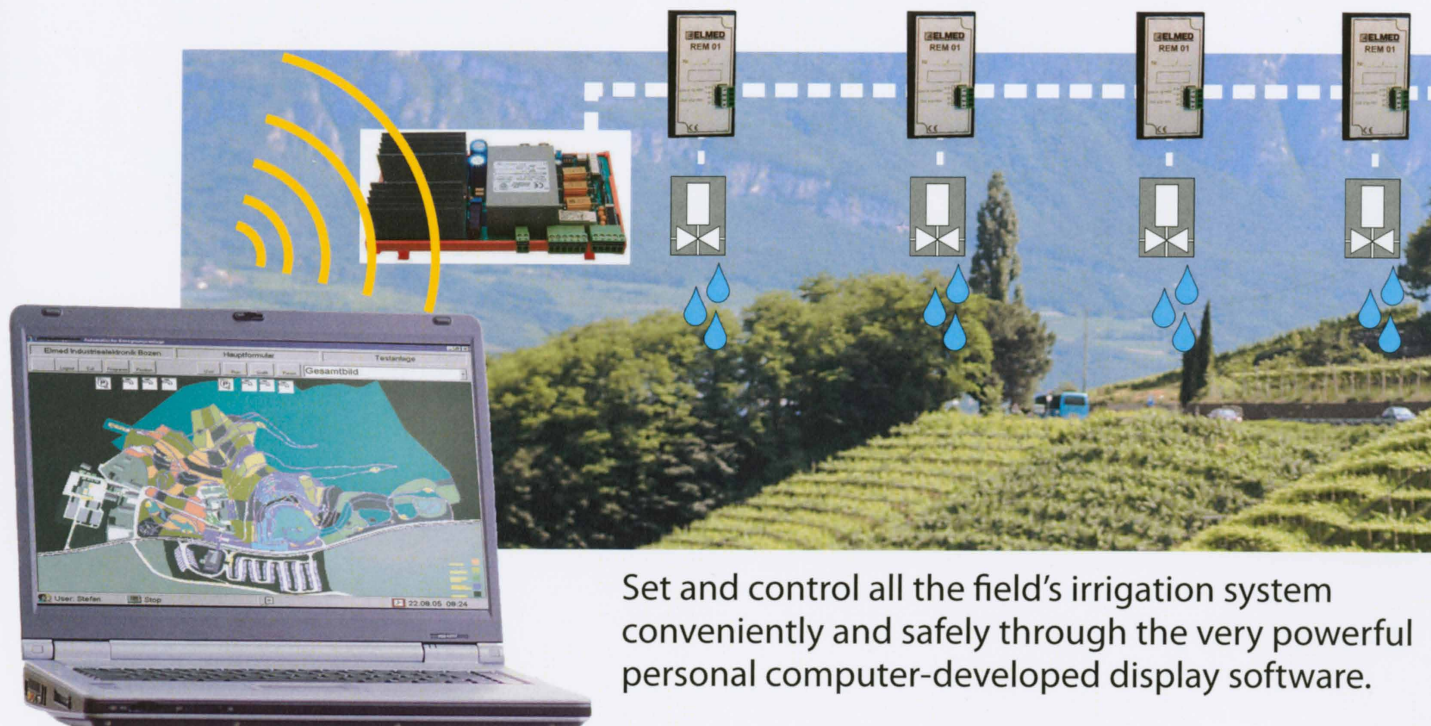 ELMED
REM 01
ELMED
REM 01
ELMED
REM 01
ELMED
REM 01
Elmed Industrieelektronik Bozen
Hauptformular
Testanlage
Gesamtbild
User: Stefan
Stop
22.08.05 09:24
Set and control all the field's irrigation system
conveniently and safely through the very powerful
personal computer-developed display software.